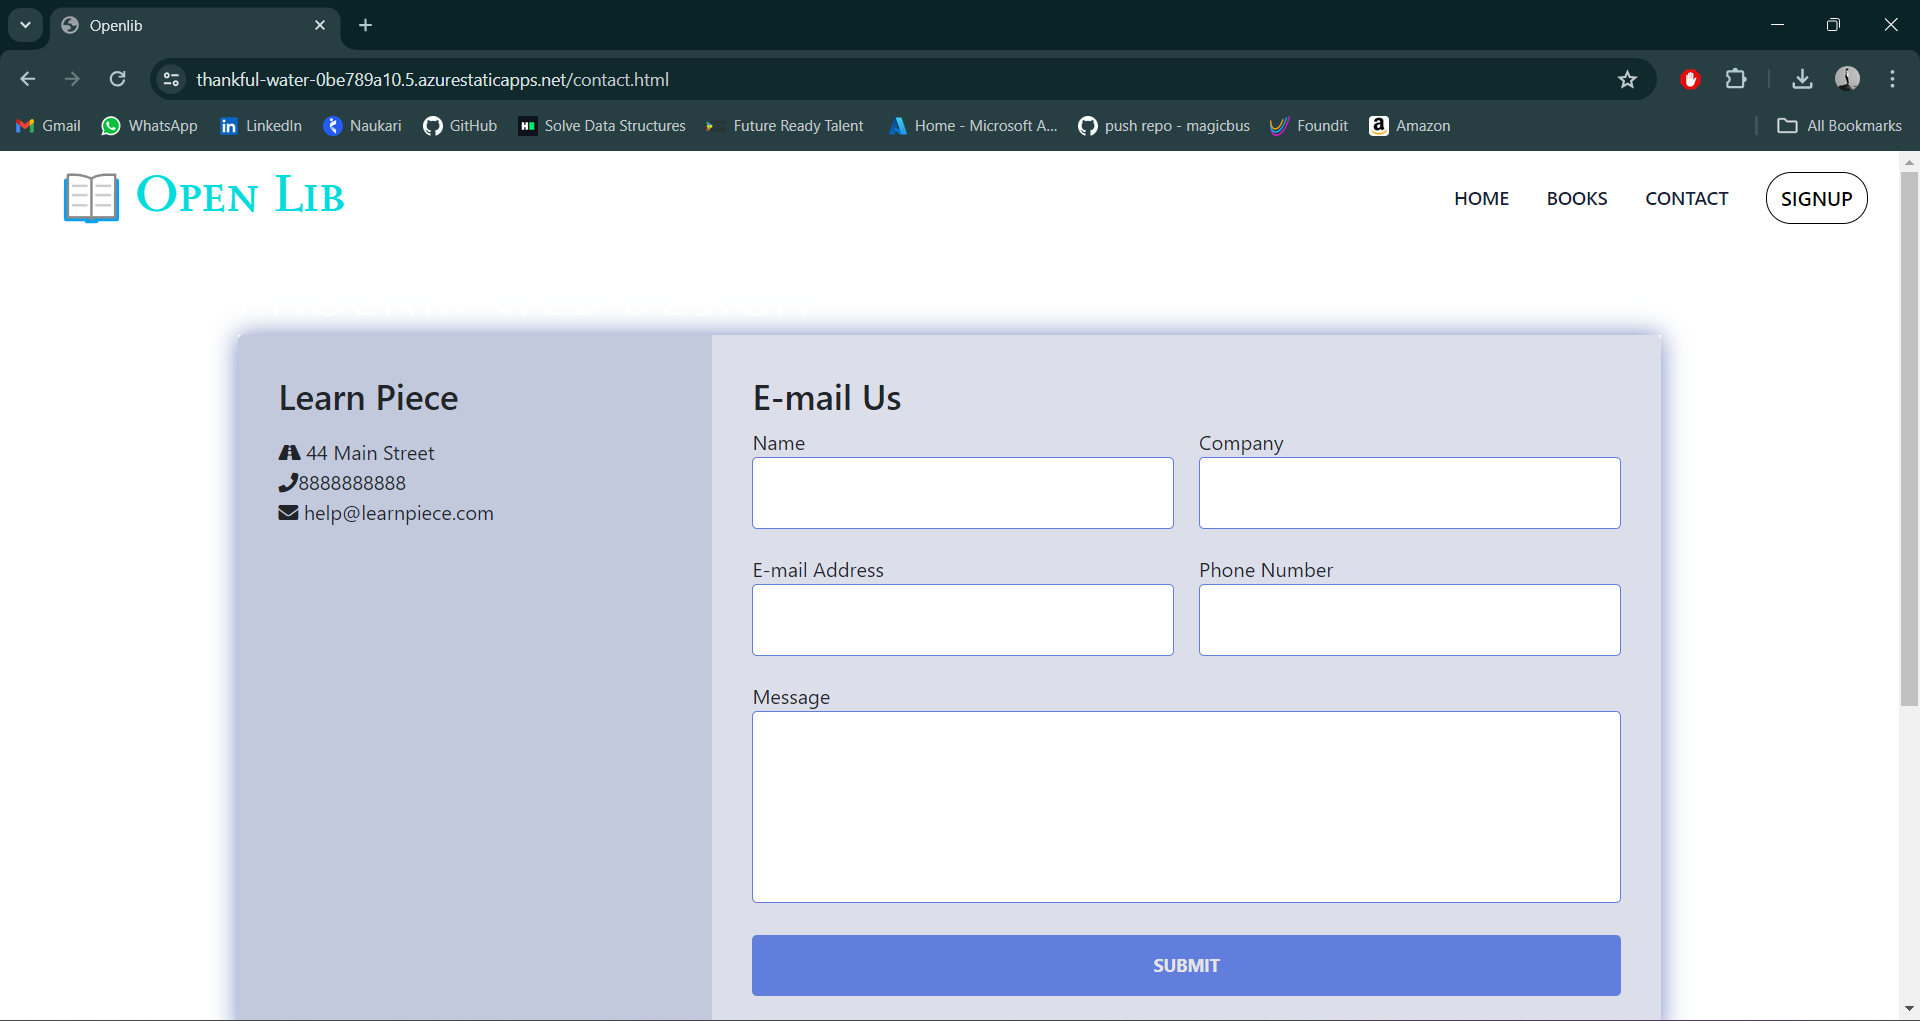 Openlib
thankful-water-0be789a10.5.azurestaticapps.net/contact.html
Gmail WhatsApp LinkedIn Naukari GitHub Solve Data Structures Future Ready Talent Home - Microsoft A... push repo - magicbus Foundit Amazon All Bookmarks
Open Lib
HOME BOOKS CONTACT SIGNUP
Learn Piece
44 Main Street
8888888888
help@learnpiece.com
E-mail Us
Name Company
E-mail Address Phone Number
Message
SUBMIT